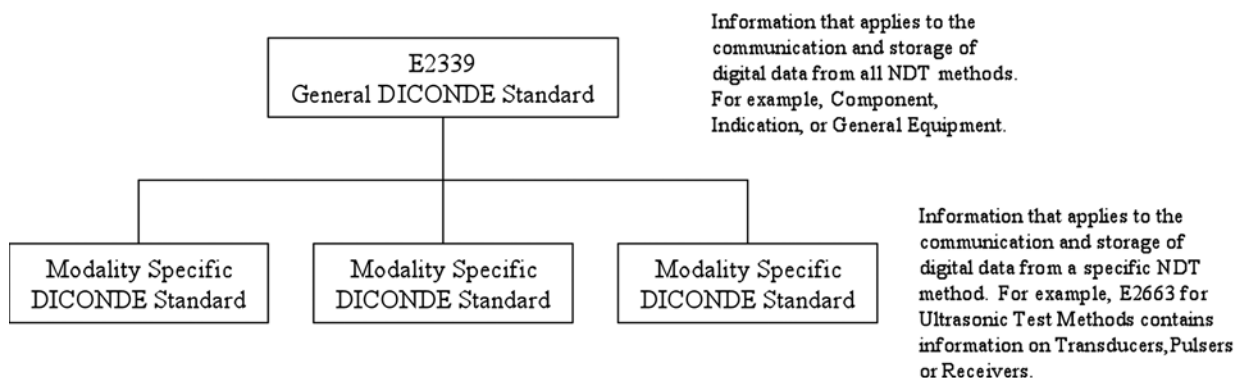 E2339
General DICONDE Standard
Information that applies to the
communication and storage of
digital data from all NDT methods.
For example, Component,
Indication, or General Equipment.
Modality Specific
DICONDE Standard
Modality Specific
DICONDE Standard
Modality Specific
DICONDE Standard
Information that applies to the
communication and storage of
digital data from a specific NDT
method. For example, E2663 for
Ultrasonic Test Methods contains
information on Transducers,Pulsers
or Receivers.